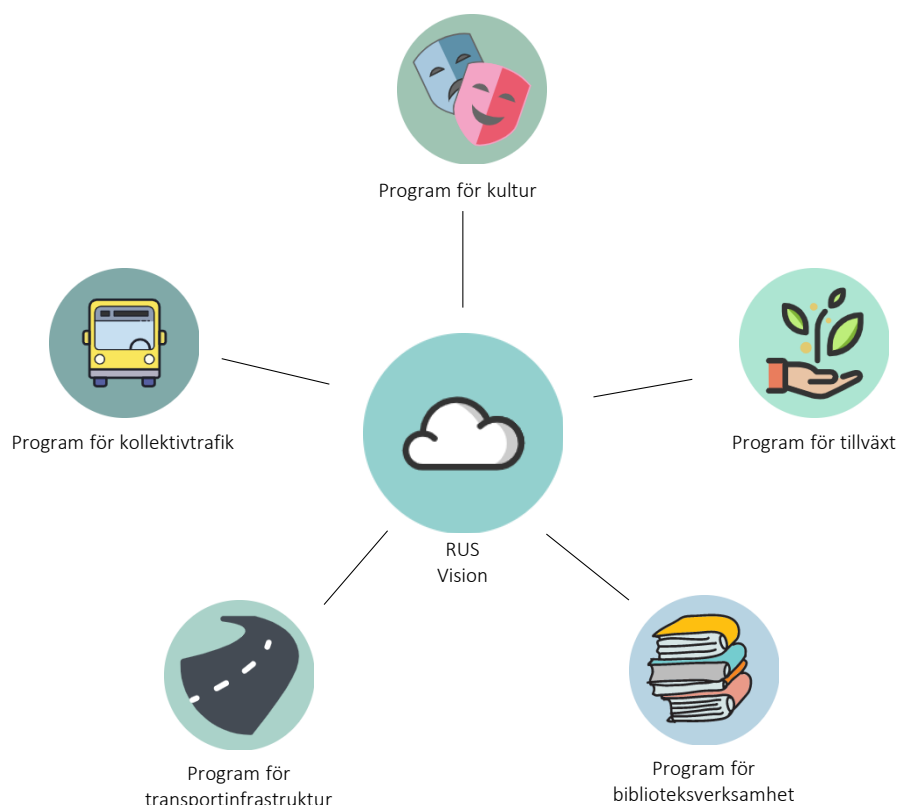 Program för kultur
Program för kollektivtrafik
Program för tillväxt
RUS
Vision
Program för
transportinfrastruktur
Program för
biblioteksverksamhet